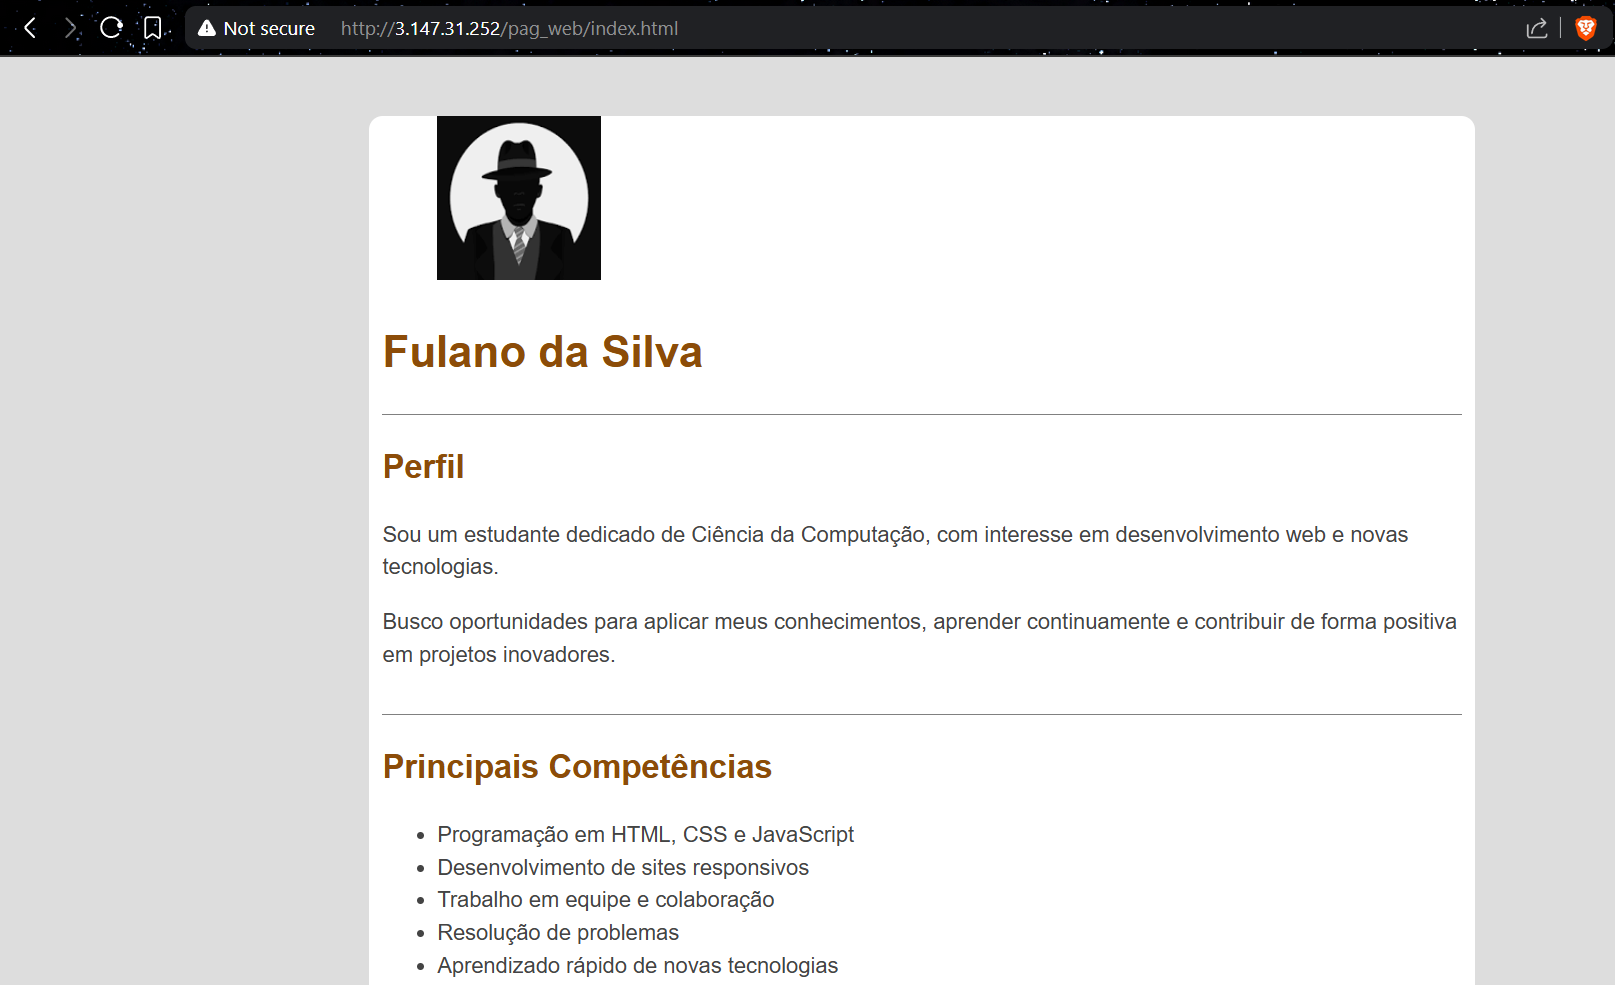 Not secure http://3.147.31.252/pag_web/index.html
Fulano da Silva
Perfil
Sou um estudante dedicado de Ciência da Computação, com interesse em desenvolvimento web e novas
tecnologias.
Busco oportunidades para aplicar meus conhecimentos, aprender continuamente e contribuir de forma positiva
em projetos inovadores.
Principais Competências
• Programação em HTML, CSS e JavaScript
• Desenvolvimento de sites responsivos
• Trabalho em equipe e colaboração
• Resolução de problemas
• Aprendizado rápido de novas tecnologias